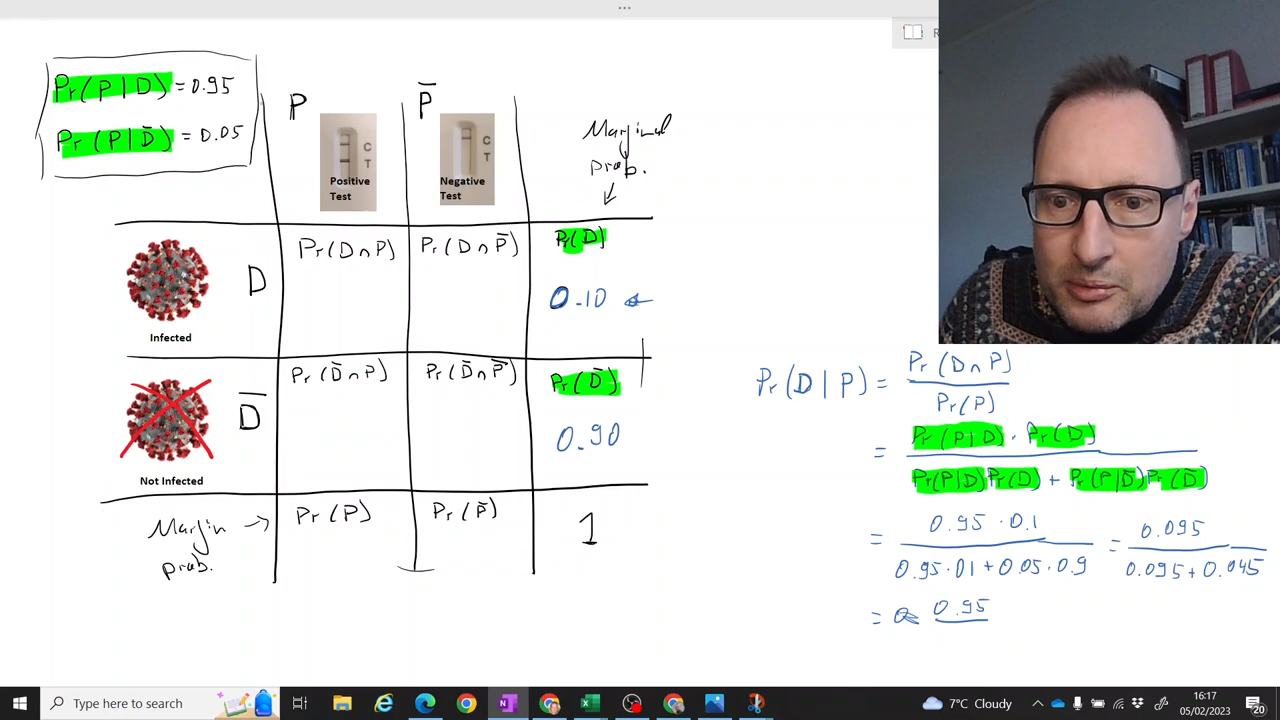 Pr(P|D) = 0.95
Pr(P|D̅) = 0.05
P
P̅
Marginal
prob.
C
T
Positive
Test
C
T
Negative
Test
Pr(D∩P)
Pr(D∩P̅)
Pr(D)
D
0.10
Infected
Pr(D̅∩P)
Pr(D̅∩P̅)
Pr(D̅)
D̅
0.90
Not Infected
Margin
prob.
Pr(P)
Pr(P̅)
1
Pr(D|P) = Pr(D∩P)
Pr(P)
= Pr(P|D) · Pr(D)
Pr(P|D)Pr(D) + Pr(P|D̅)Pr(D̅)
= 0.95 · 0.1
0.95 · 01 + 0.05 · 0.9
= 0.095
0.095 + 0.045
= 0.95
Type here to search
7°C Cloudy
16:17
05/02/2023
20